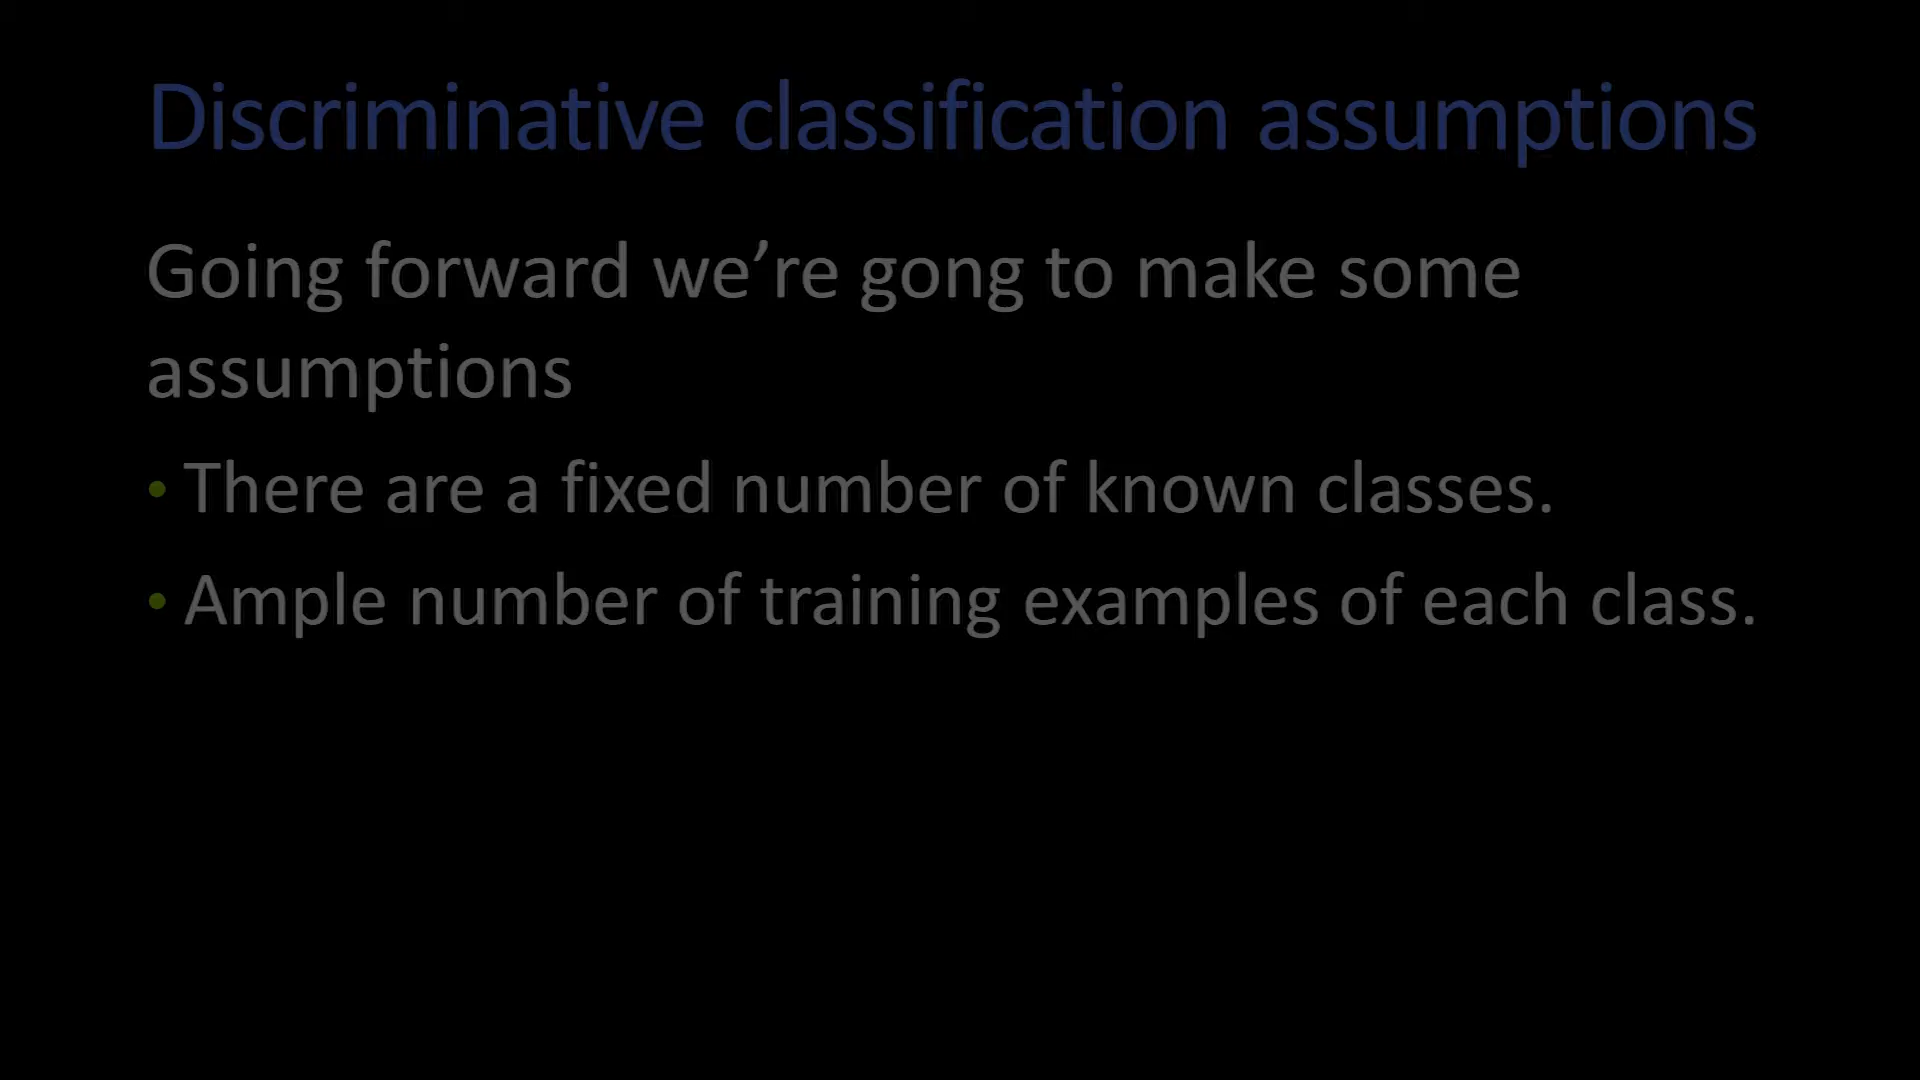 Discriminative classification assumptions
Going forward we’re gong to make some
assumptions
• There are a fixed number of known classes.
• Ample number of training examples of each class.